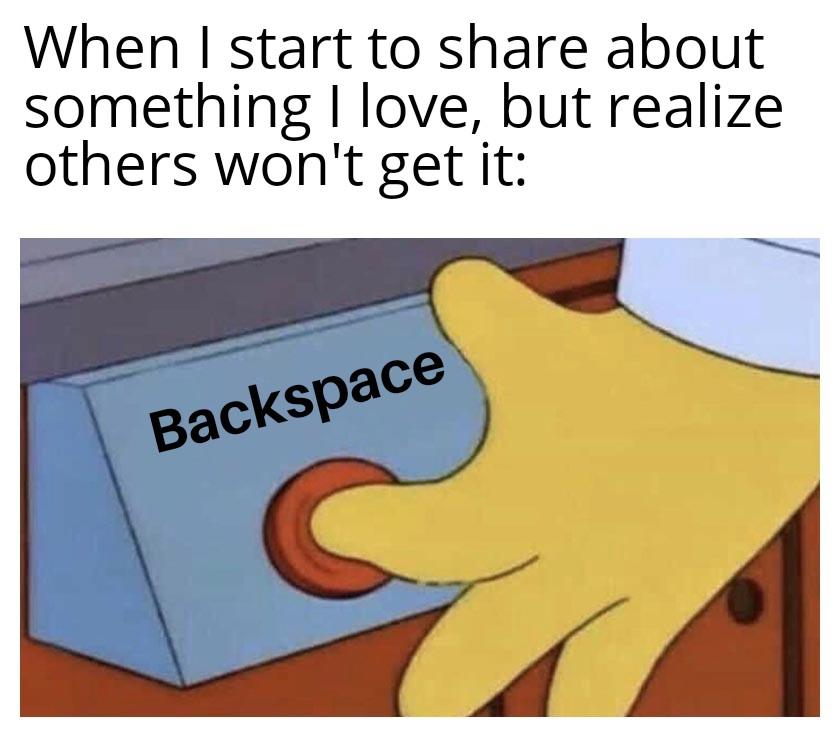 When I start to share about
something I love, but realize
others won't get it:
Backspace